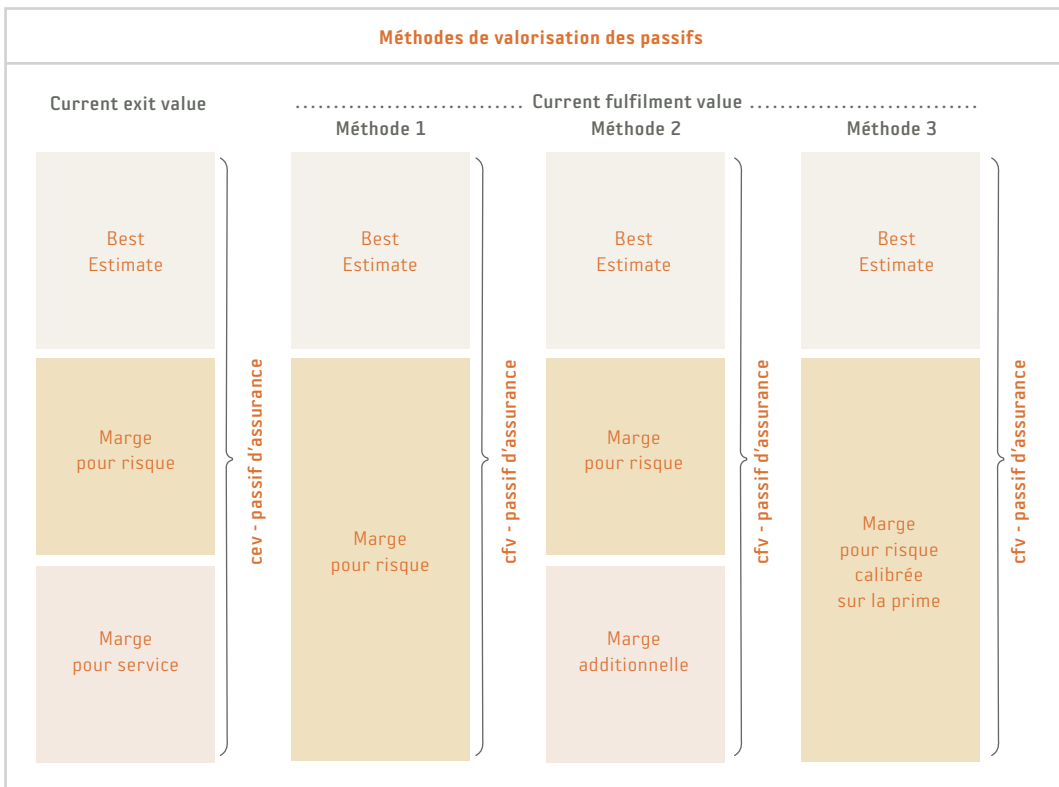 Méthodes de valorisation des passifs
Current exit value
Current fulfilment value
Méthode 1
Méthode 2
Méthode 3
Best
Estimate
Marge
pour risque
Marge
pour service
cev - passif d'assurance
Best
Estimate
Marge
pour risque
cfv - passif d'assurance
Best
Estimate
Marge
pour risque
Marge
additionnelle
cfv - passif d'assurance
Best
Estimate
Marge
pour risque
calibrée
sur la prime
cfv - passif d'assurance